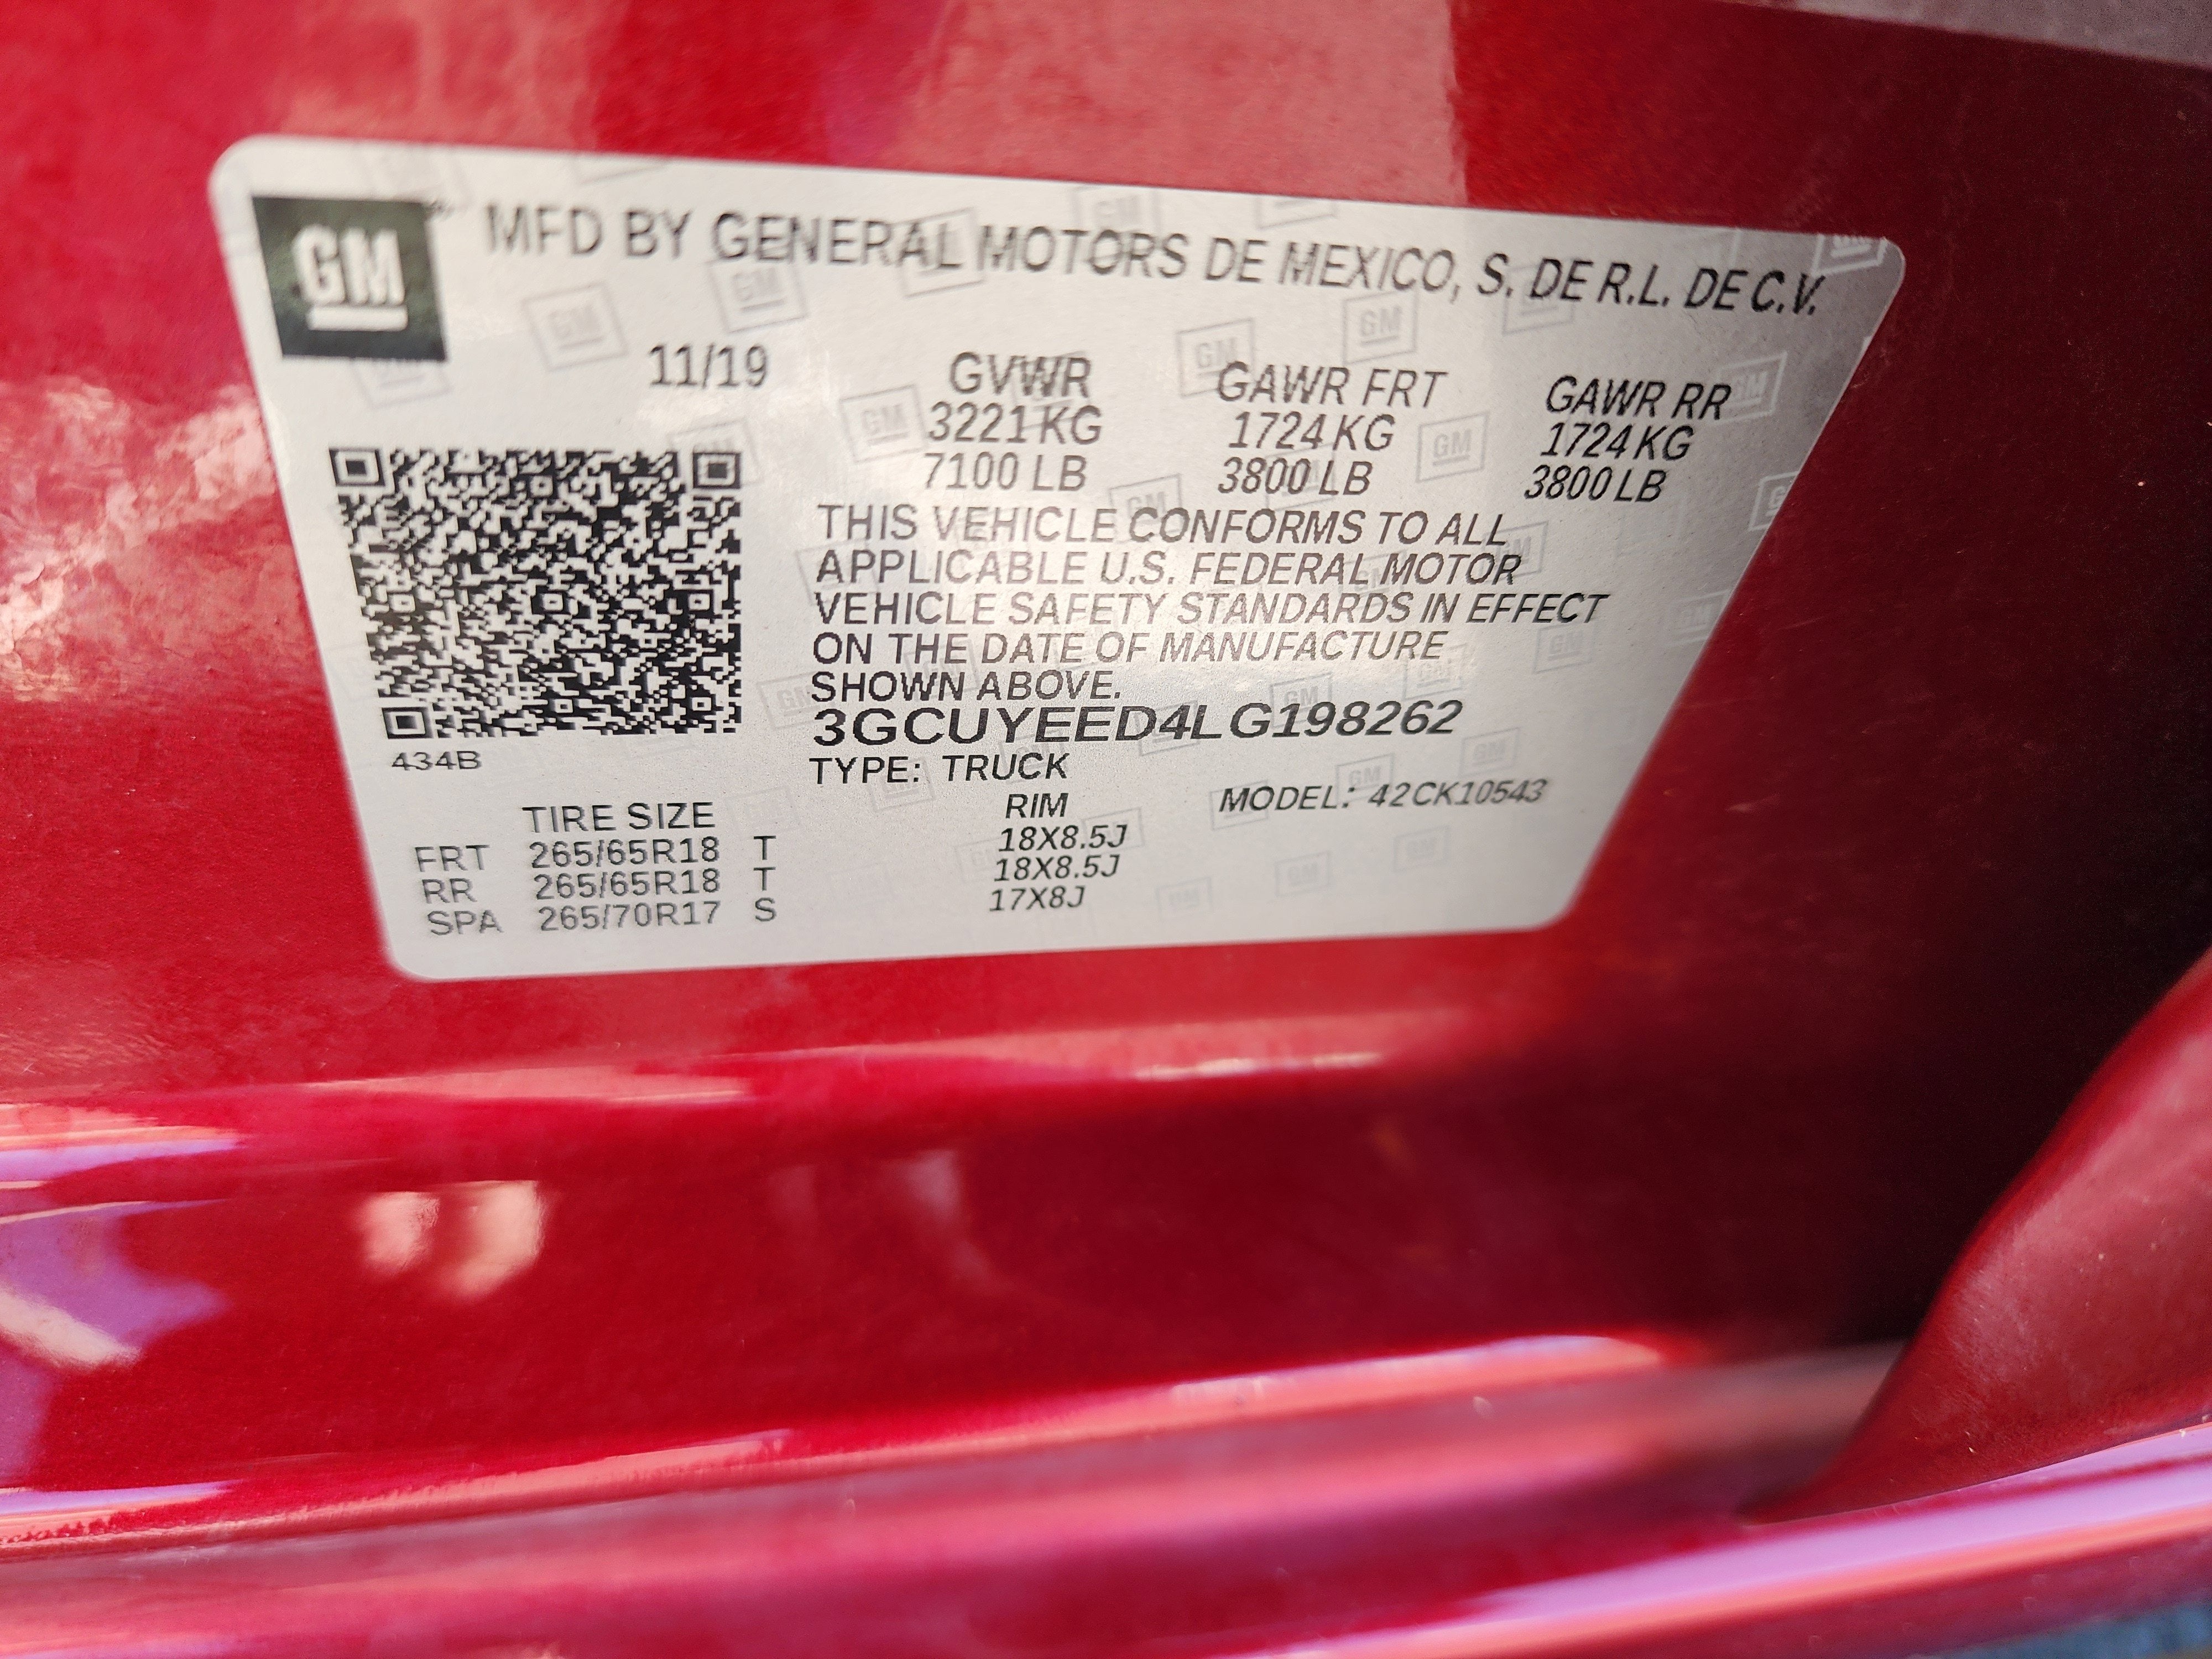 GM
MFD BY GENERAL MOTORS DE MEXICO, S. DE R.L. DE C.V.
11/19
GVWR GAWR FRT GAWR RR
3221 KG 1724 KG 1724 KG
7100 LB 3800 LB 3800 LB
THIS VEHICLE CONFORMS TO ALL
APPLICABLE U.S. FEDERAL MOTOR
VEHICLE SAFETY STANDARDS IN EFFECT
ON THE DATE OF MANUFACTURE
SHOWN ABOVE.
3GCUYEED4LG198262
434B
TYPE: TRUCK
MODEL: 42CK10543
TIRE SIZE RIM
FRT 265/65R18 T 18X8.5J
RR 265/65R18 T 18X8.5J
SPA 265/70R17 S 17X8J